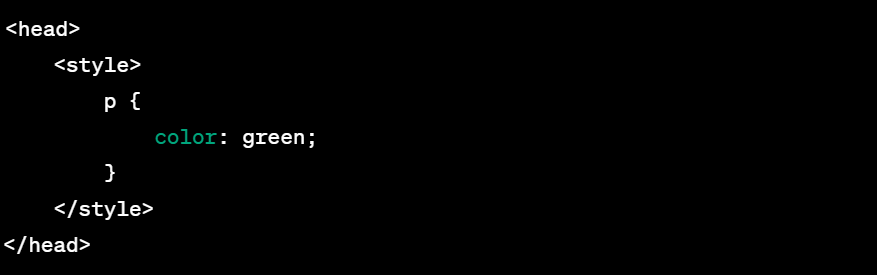 <head>
    <style>
        p {
            color: green;
        }
    </style>
</head>